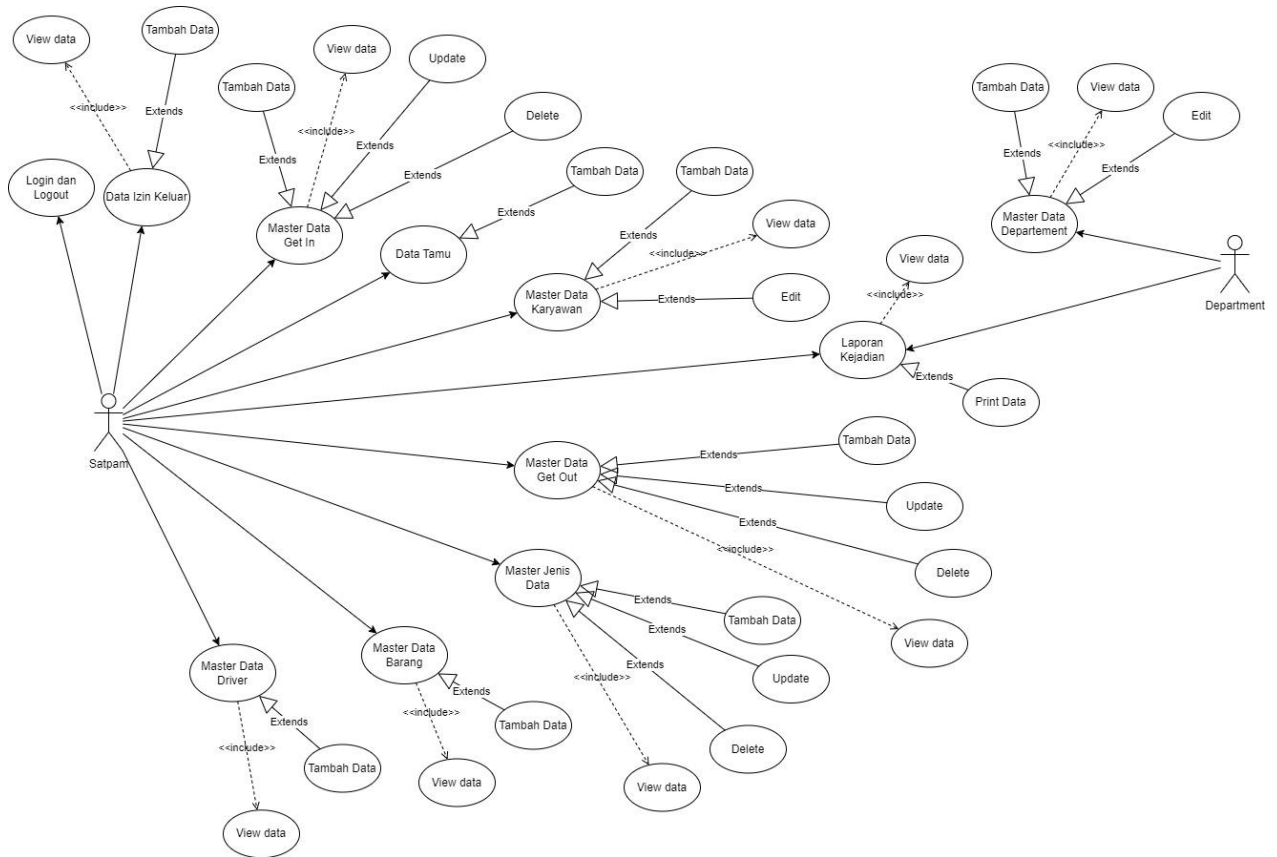 Tambah Data
View data
View data
Update
Tambah Data
View data
Tambah Data
<<include>>
Extends
Delete
Edit
<<include>>
Extends
<<include>>
Extends
Extends
Extends
Extends
Tambah Data
Tambah Data
Login dan
Logout
Data Izin Keluar
Extends
Master Data
Get In
View data
Master Data
Departement
Data Tamu
Extends
<<include>>
View data
Master Data
Karyawan
Extends
Edit
<<include>>
Department
Laporan
Kejadian
Extends
Print Data
Satpam
Tambah Data
Extends
Master Data
Get Out
Extends
Update
Extends
<<include>>
Delete
Master Jenis
Data
Extends
Tambah Data
Extends
View data
Master Data
Barang
Extends
Update
Master Data
Driver
<<include>>
Extends
<<include>>
Extends
Tambah Data
<<include>>
Delete
Tambah Data
View data
View data
View data